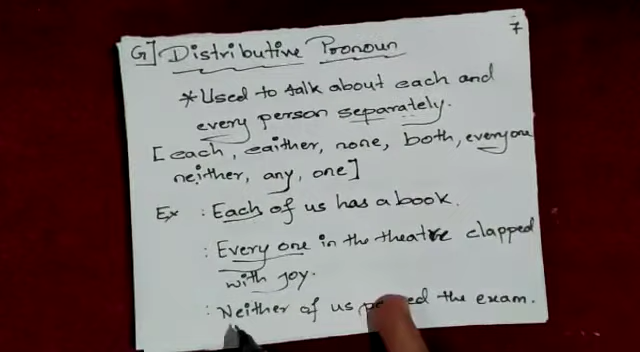 7
G] Distributive Pronoun
*Used to talk about each and
every person separately.
[each, eaither, none, both, everyone
neither, any, one]
Ex : Each of us has a book.
: Every one in the theatre clapped
with joy.
: Neither of us the exam.